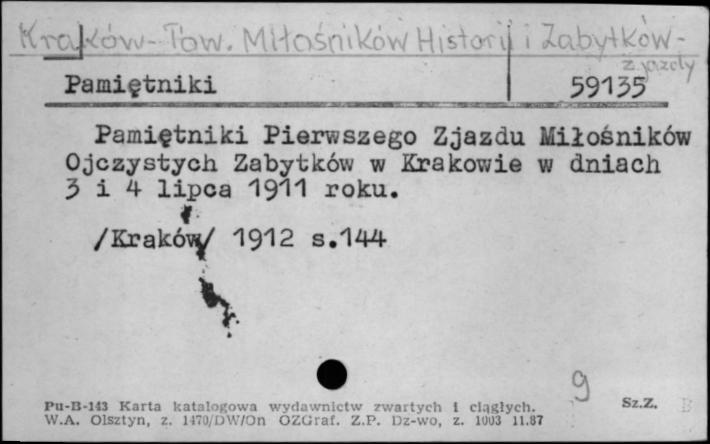 Kraków - Tow. Miłośników Historii i Zabytków -
zjazdy
Pamiętniki 59135
Pamiętniki Pierwszego Zjazdu Miłośników
Ojczystych Zabytków w Krakowie w dniach
3 i 4 lipca 1911 roku.
/Kraków/ 1912 s.144
9
Pu-B-143 Karta katalogowa wydawnictw zwartych i ciągłych. Sz.Z. B
W.A. Olsztyn, z. 1470/DW/On OZGraf. Z.P. Dz-wo, z. 1003 11.87